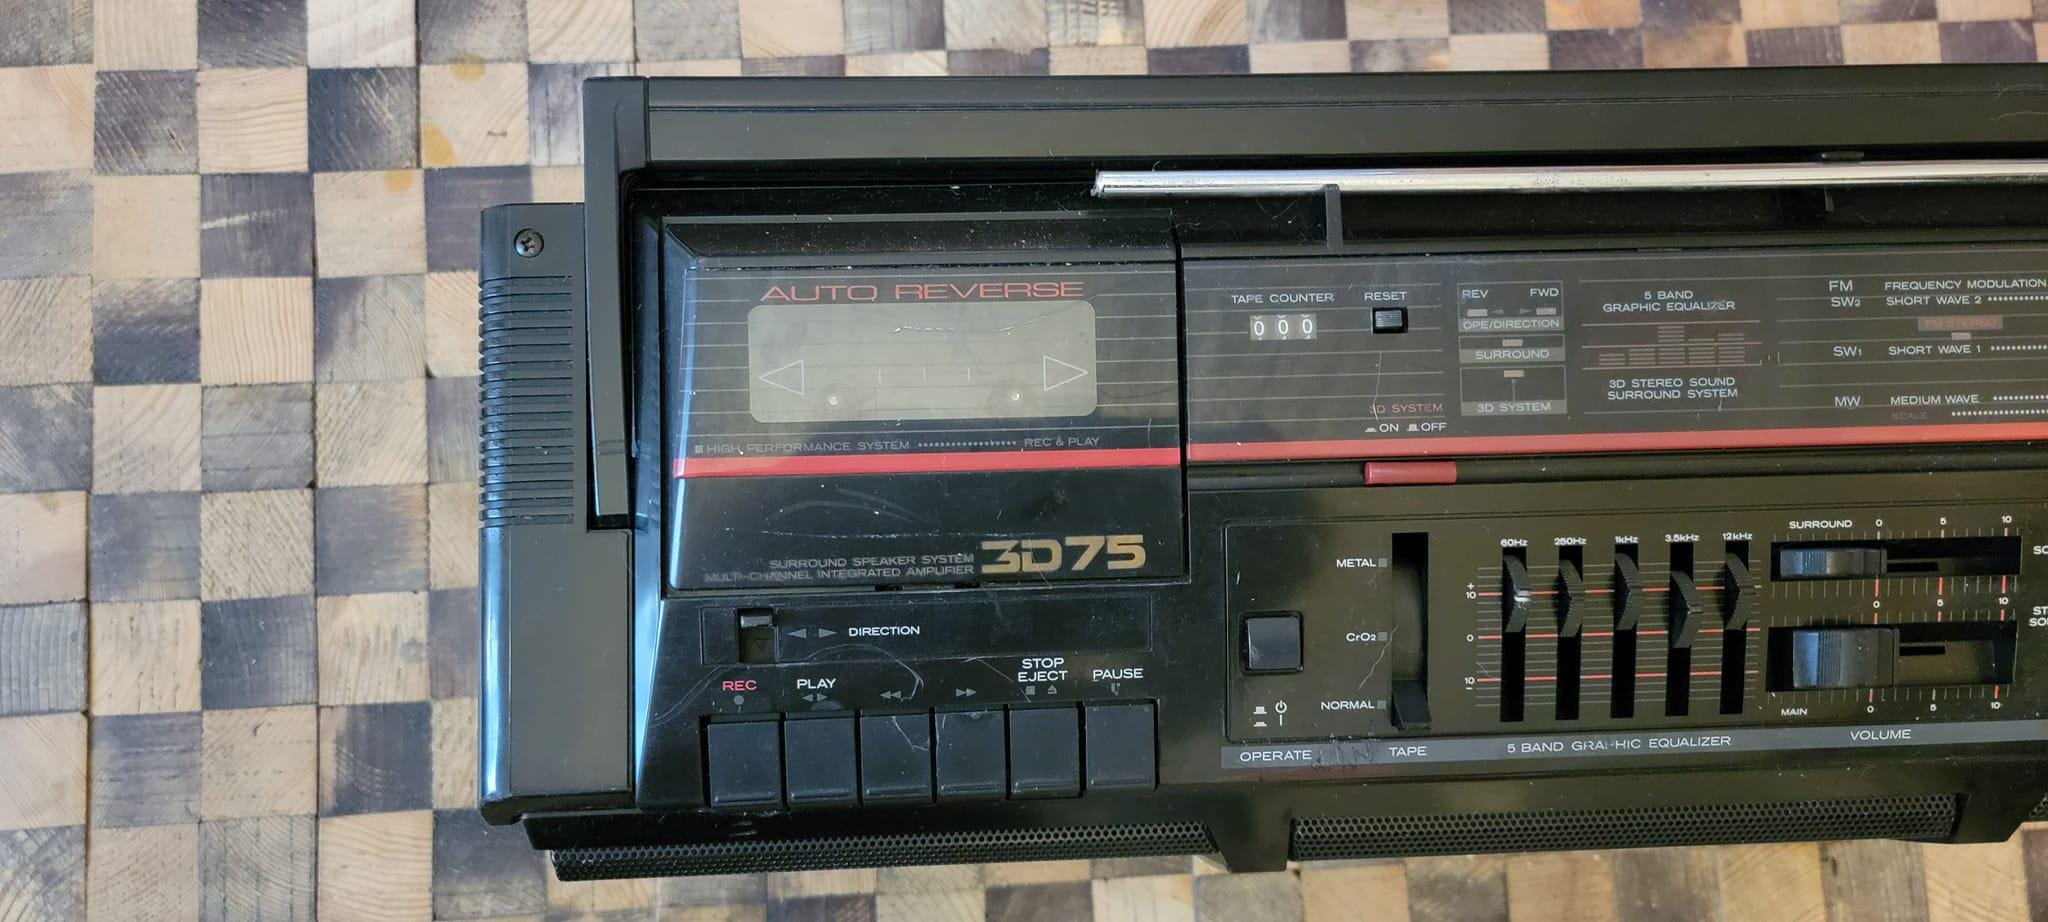 AUTO REVERSE
HIGH PERFORMANCE SYSTEM REC & PLAY
SURROUND SPEAKER SYSTEM
MULTI-CHANNEL INTEGRATED AMPLIFIER
3D75
DIRECTION
REC
PLAY
STOP
EJECT
PAUSE
TAPE COUNTER
RESET
000
REV FWD
OPE/DIRECTION
SURROUND
3D SYSTEM
3D SYSTEM
ON OFF
5 BAND
GRAPHIC EQUALIZER
3D STEREO SOUND
SURROUND SYSTEM
FM FREQUENCY MODULATION
SW2 SHORT WAVE 2
FM STEREO
SW1 SHORT WAVE 1
MW MEDIUM WAVE
SCALE
METAL
CrO2
NORMAL
OPERATE
TAPE
60Hz 250Hz 1kHz 3.5kHz 12kHz
+
10
0
10
-
5 BAND GRAPHIC EQUALIZER
SURROUND 0 5 10
0 5 10
MAIN 0 5 10
VOLUME